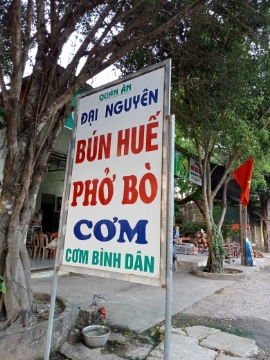 QUÁN ĂN
ĐẠI NGUYÊN
BÚN HUẾ
PHỞ BÒ
CƠM
CƠM BÌNH DÂN